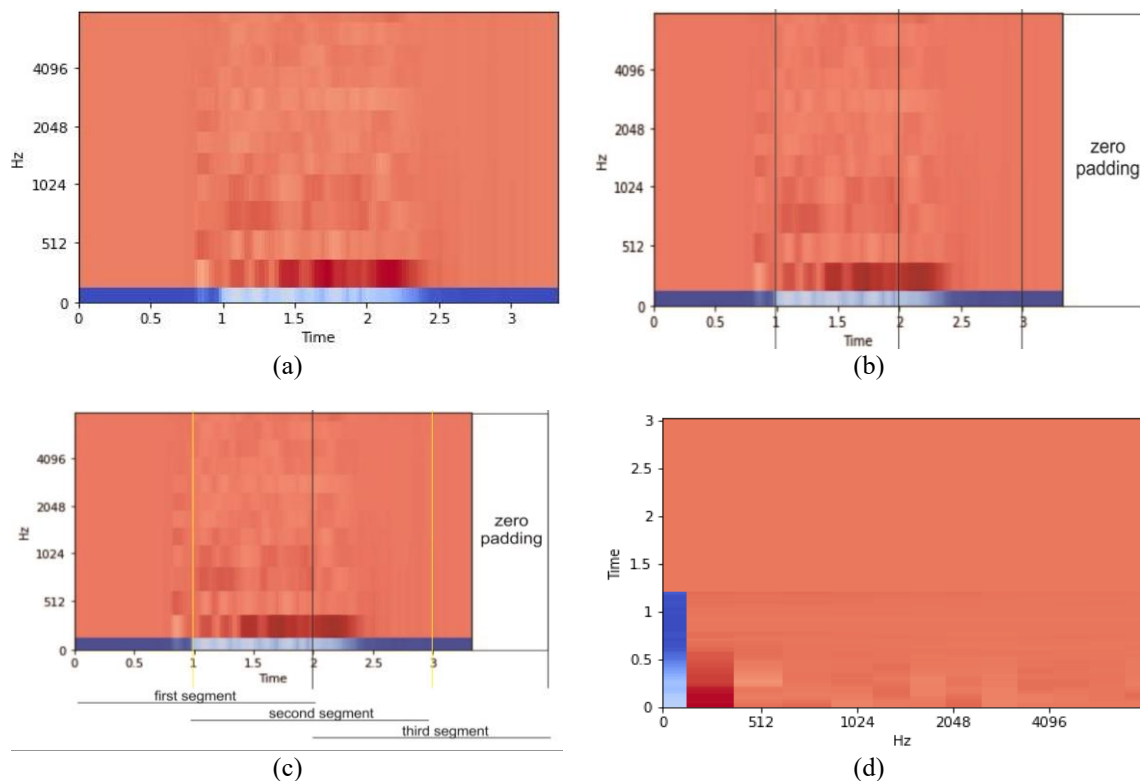 4096
2048
1024
512
0
Hz
0 0.5 1 1.5 2 2.5 3
Time
(a)
4096
2048
1024
512
0
Hz
0 0.5 1 1.5 2 2.5 3
Time
zero
padding
(b)
4096
2048
1024
512
0
Hz
0 0.5 1 1.5 2 2.5 3
Time
zero
padding
first segment
second segment
third segment
(c)
3
2.5
2
1.5
1
0.5
0
Time
0 512 1024 2048 4096
Hz
(d)